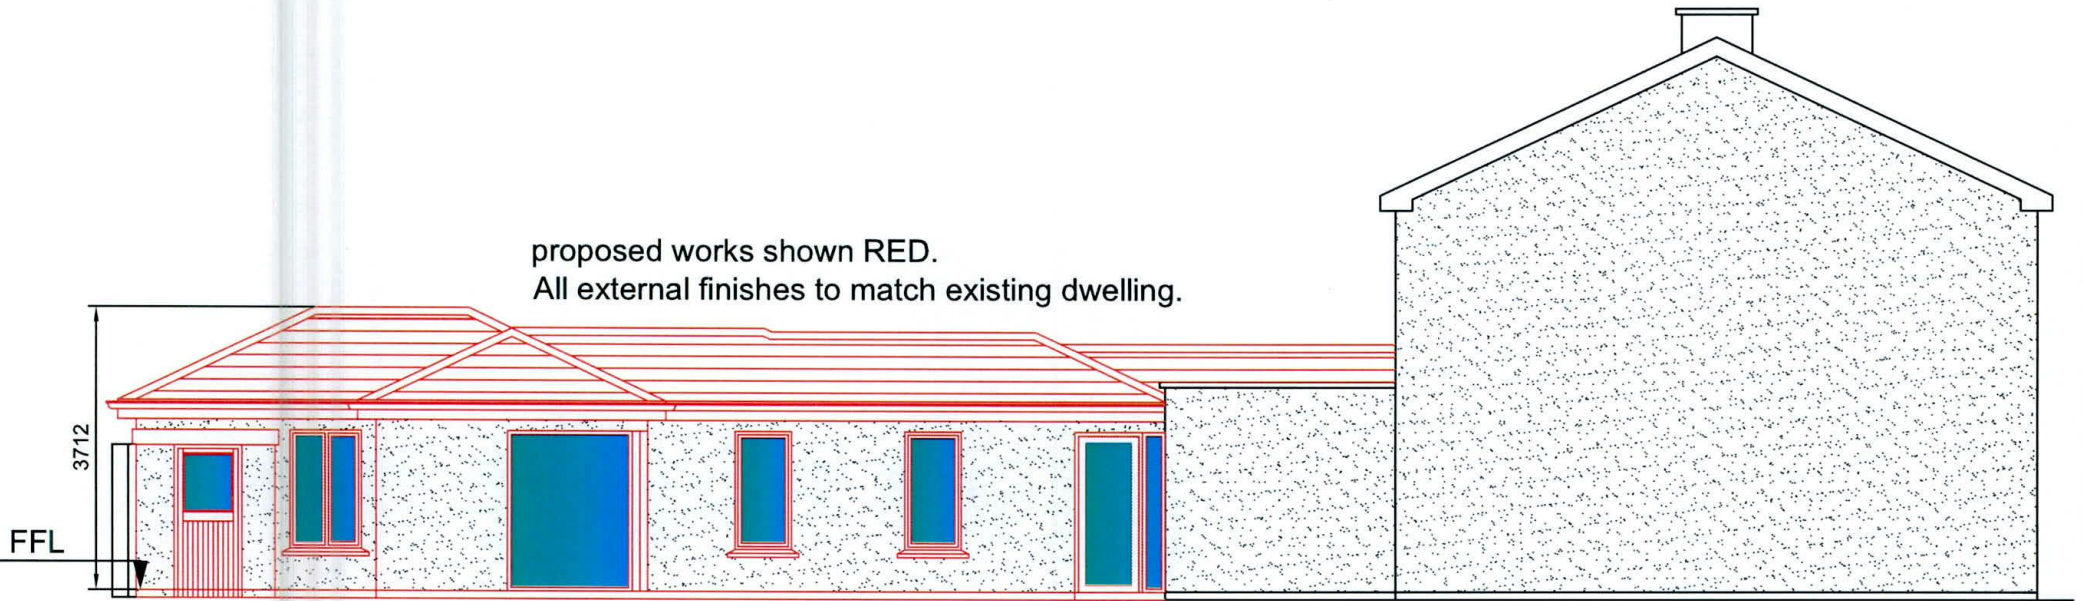 proposed works shown RED.
All external finishes to match existing dwelling.
3712
FFL